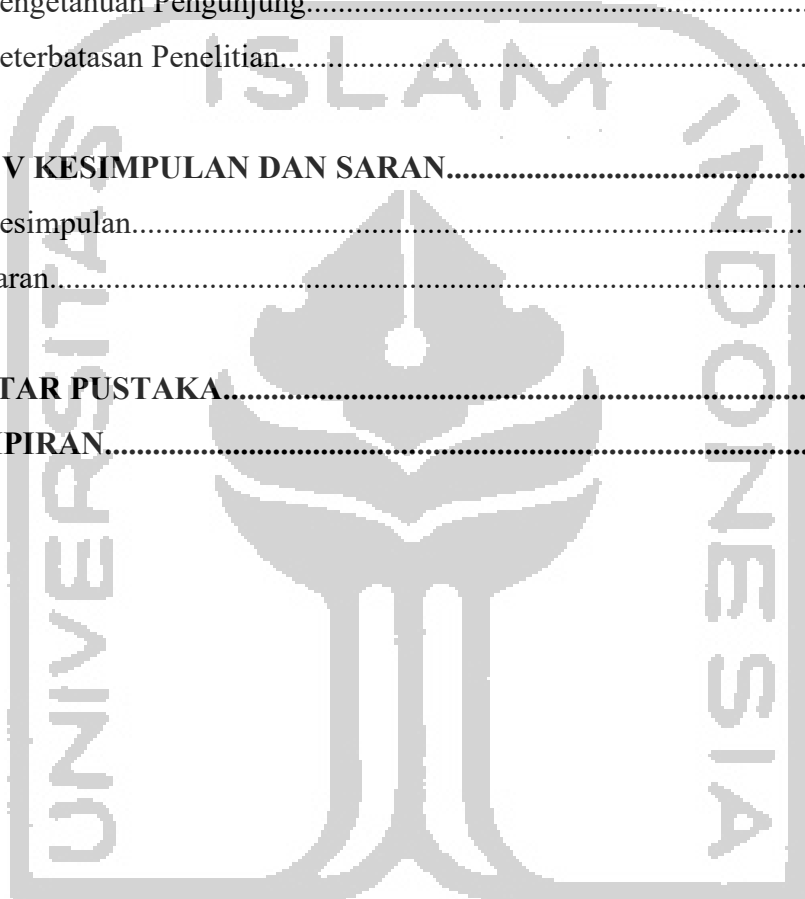 engetahuan Pengunjung
eterbatasan Penelitian
V KESIMPULAN DAN SARAN
esimpulan
aran
TAR PUSTAKA
PIRAN
UNIVERSITAS ISLAM INDONESIA